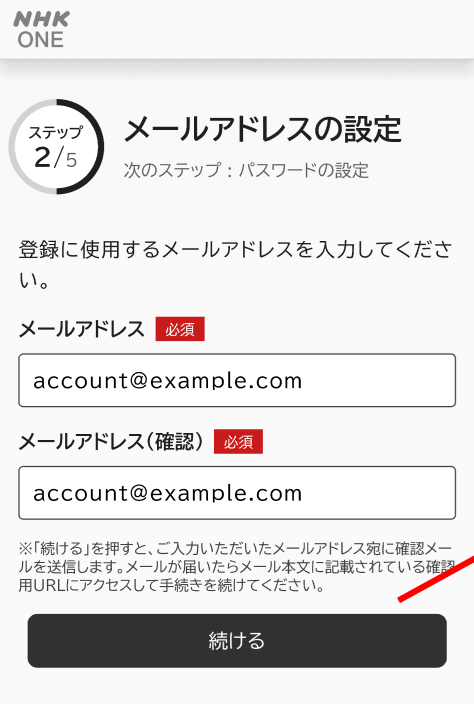 NHK
ONE
ステップ
2/5
メールアドレスの設定
次のステップ：パスワードの設定
登録に使用するメールアドレスを入力してくださ
い。
メールアドレス 必須
account@example.com
メールアドレス（確認） 必須
account@example.com
※「続ける」を押すと、ご入力いただいたメールアドレス宛に確認メー
ルを送信します。メールが届いたらメール本文に記載されている確認
用URLにアクセスして手続きを続けてください。
続ける